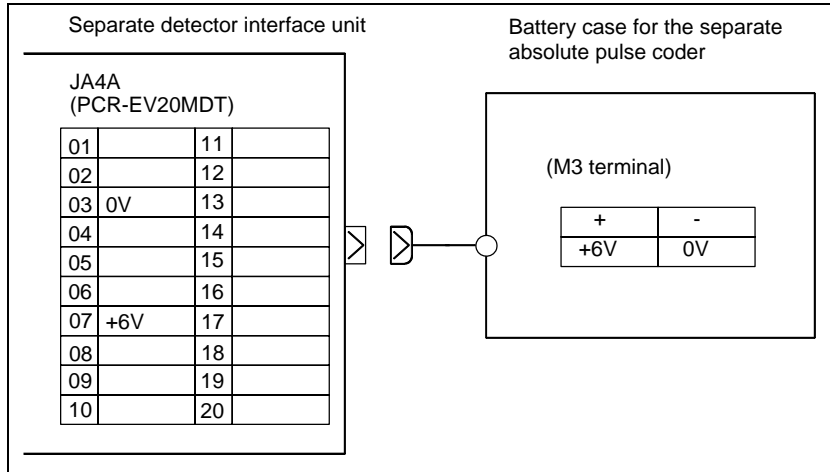 Separate detector interface unit
Battery case for the separate
absolute pulse coder
JA4A
(PCR-EV20MDT)
01 11
02 12
03 0V 13
04 14
05 15
06 16
07 +6V 17
08 18
09 19
10 20
(M3 terminal)
+ -
+6V 0V